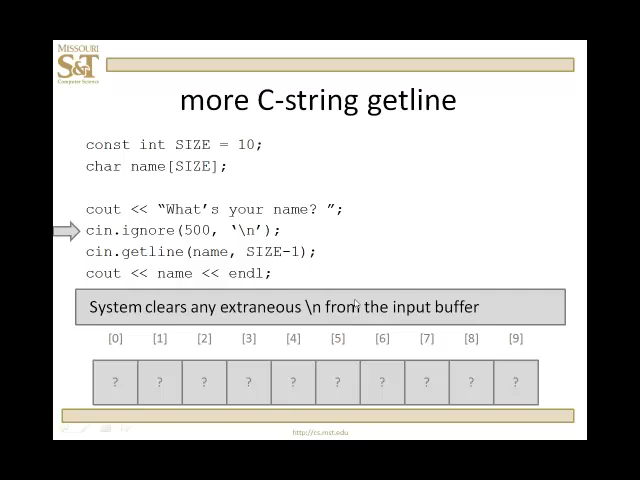 MISSOURI
S&T
Computer Science
more C-string getline
const int SIZE = 10;
char name[SIZE];
cout << “What’s your name? ”;
cin.ignore(500, ‘\n’);
cin.getline(name, SIZE-1);
cout << name << endl;
System clears any extraneous \n from the input buffer
[0] [1] [2] [3] [4] [5] [6] [7] [8] [9]
? ? ? ? ? ? ? ? ? ?
http://cs.mst.edu